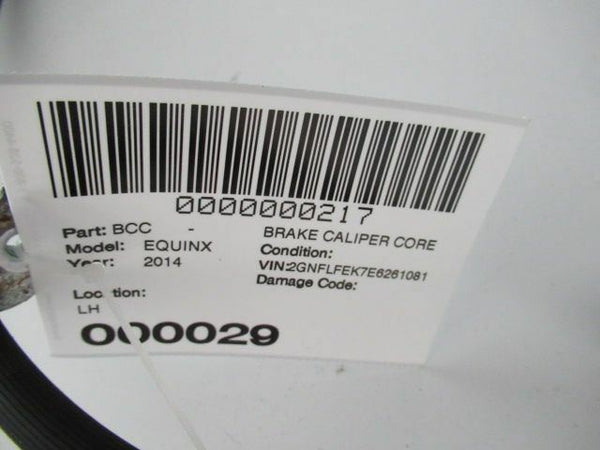 0000000217
Part: BCC - BRAKE CALIPER CORE
Model: EQUINX Condition:
Year: 2014 VIN:2GNFLFEK7E6261081
Damage Code:
Location:
LH
000029